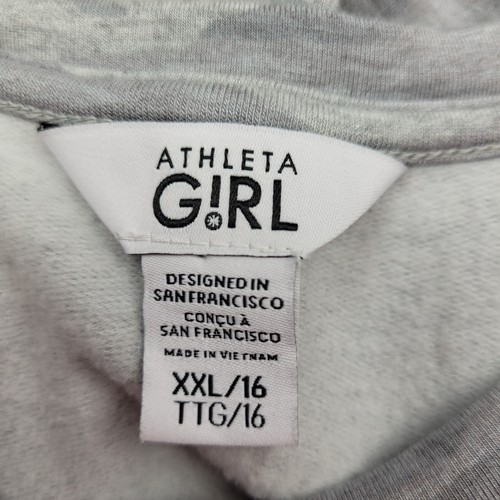 ATHLETA
G!RL
DESIGNED IN
SAN FRANCISCO
CONÇU À
SAN FRANCISCO
MADE IN VIETNAM
XXL/16
TTG/16